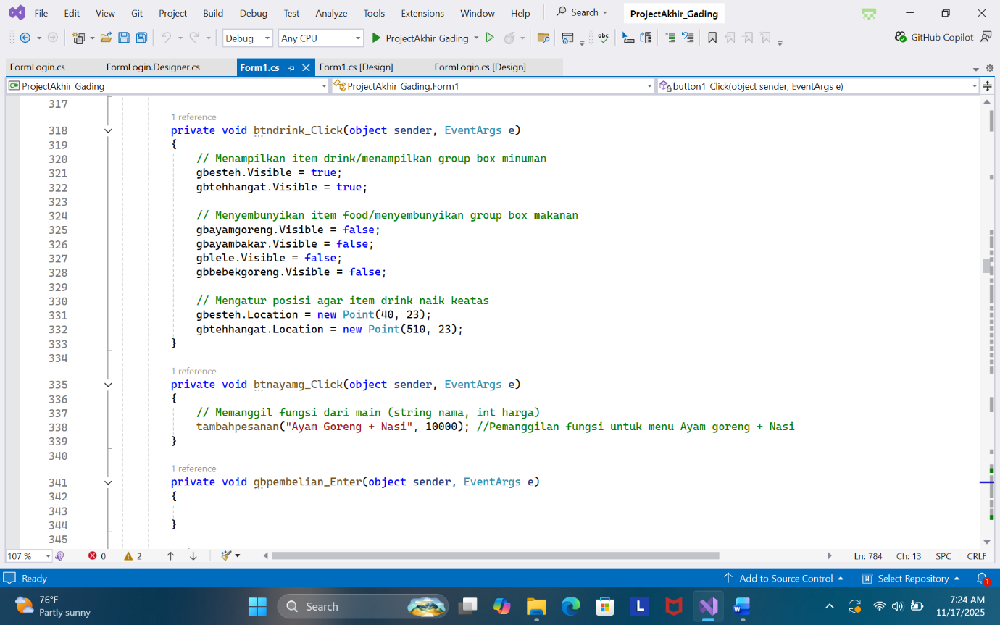 File Edit View Git Project Build Debug Test Analyze Tools Extensions Window Help Search ProjectAkhir_Gading
Debug Any CPU ProjectAkhir_Gading abc GitHub Copilot
FormLogin.cs FormLogin.Designer.cs Form1.cs Form1.cs [Design] FormLogin.cs [Design]
C# ProjectAkhir_Gading ProjectAkhir_Gading.Form1 button1_Click(object sender, EventArgs e)
317
1 reference
318 private void btndrink_Click(object sender, EventArgs e)
319 {
320 // Menampilkan item drink/menampilkan group box minuman
321 gbesteh.Visible = true;
322 gbtehhangat.Visible = true;
323
324 // Menyembunyikan item food/menyembunyikan group box makanan
325 gbayamgoreng.Visible = false;
326 gbayambakar.Visible = false;
327 gblele.Visible = false;
328 gbbebekgoreng.Visible = false;
329
330 // Mengatur posisi agar item drink naik keatas
331 gbesteh.Location = new Point(40, 23);
332 gbtehhangat.Location = new Point(510, 23);
333 }
334
1 reference
335 private void btnayamg_Click(object sender, EventArgs e)
336 {
337 // Memanggil fungsi dari main (string nama, int harga)
338 tambahpesanan("Ayam Goreng + Nasi", 10000); //Pemanggilan fungsi untuk menu Ayam goreng + Nasi
339 }
340
1 reference
341 private void gbpembelian_Enter(object sender, EventArgs e)
342 {
343
344 }
345
107 % 0 2 Ln: 784 Ch: 13 SPC CRLF
Ready Add to Source Control Select Repository 1
76°F
Partly sunny
Search L W 7:24 AM
11/17/2025